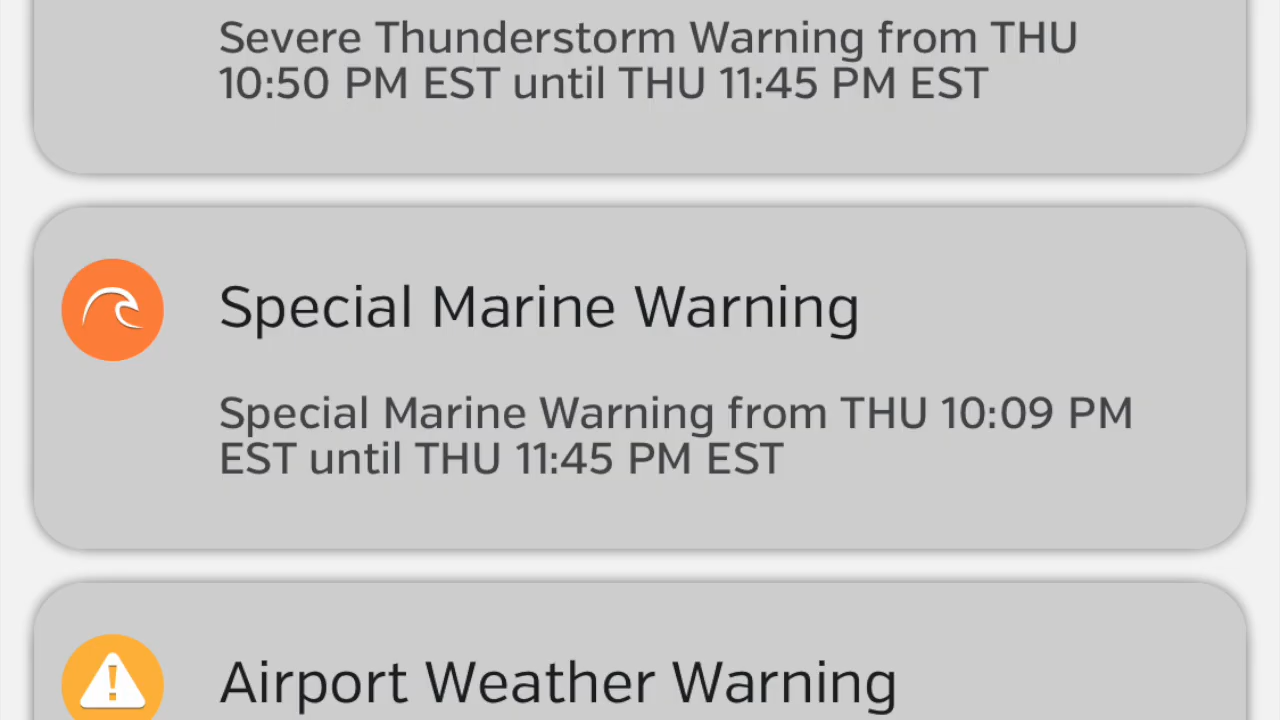 Severe Thunderstorm Warning from THU
10:50 PM EST until THU 11:45 PM EST
Special Marine Warning
Special Marine Warning from THU 10:09 PM
EST until THU 11:45 PM EST
Airport Weather Warning